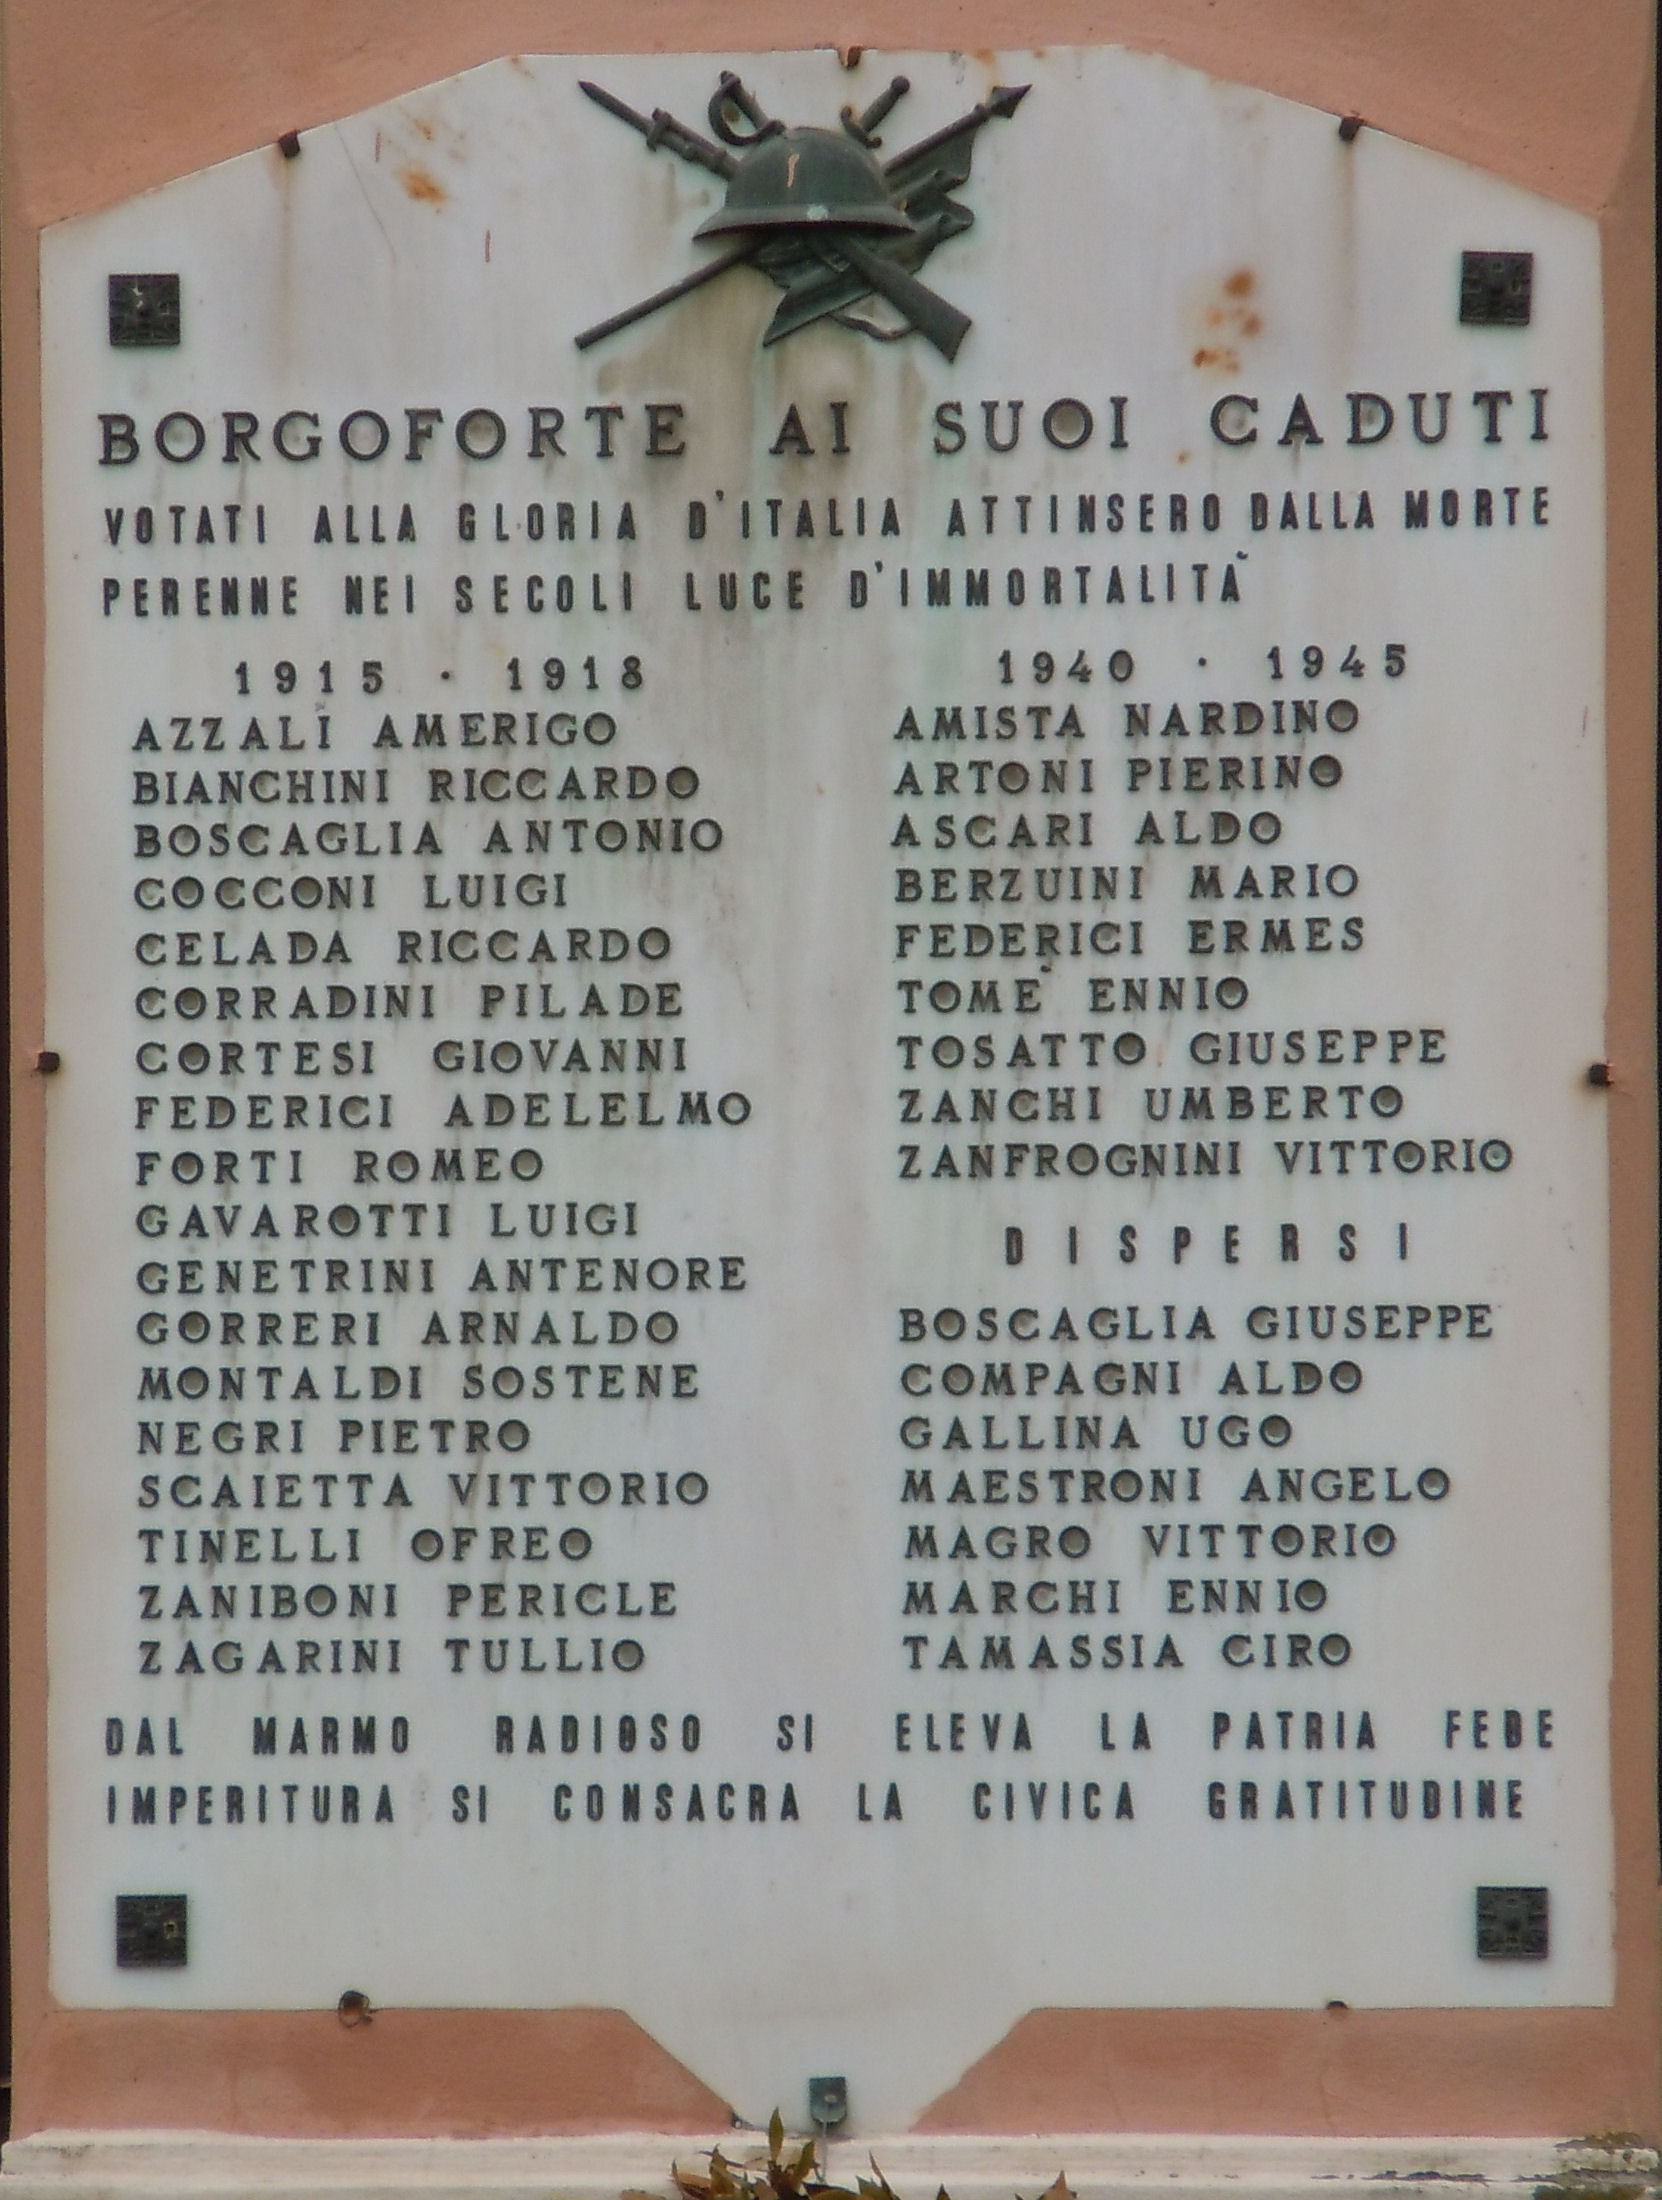 BORGOFORTE AI SUOI CADUTI
VOTATI ALLA GLORIA D'ITALIA ATTINSERO DALLA MORTE
PERENNE NEI SECOLI LUCE D'IMMORTALITÀ
1915 · 1918
AZZALI AMERIGO
BIANCHINI RICCARDO
BOSCAGLIA ANTONIO
COCCONI LUIGI
CELADA RICCARDO
CORRADINI PILADE
CORTESI GIOVANNI
FEDERICI ADELELMO
FORTI ROMEO
GAVAROTTI LUIGI
GENETRINI ANTENORE
GORRERI ARNALDO
MONTALDI SOSTENE
NEGRI PIETRO
SCAIETTA VITTORIO
TINELLI OFREO
ZANIBONI PERICLE
ZAGARINI TULLIO
1940 · 1945
AMISTA NARDINO
ARTONI PIERINO
ASCARI ALDO
BERZUINI MARIO
FEDERICI ERMES
TOME' ENNIO
TOSATTO GIUSEPPE
ZANCHI UMBERTO
ZANFROGNINI VITTORIO
DISPERSI
BOSCAGLIA GIUSEPPE
COMPAGNI ALDO
GALLINA UGO
MAESTRONI ANGELO
MAGRO VITTORIO
MARCHI ENNIO
TAMASSIA CIRO
DAL MARMO RADIOSO SI ELEVA LA PATRIA FEDE
IMPERITURA SI CONSACRA LA CIVICA GRATITUDINE